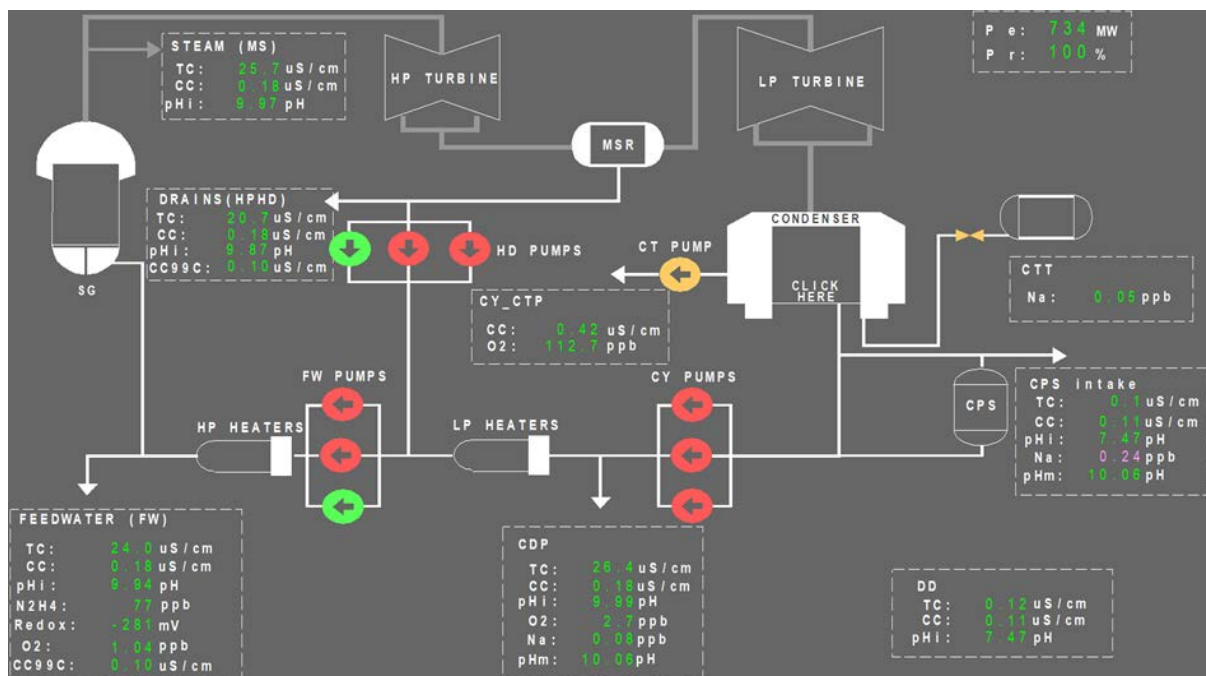 P e: 734 MW
P r: 100 %
STEAM (MS)
TC: 25.7 uS/cm
CC: 0.18 uS/cm
pHi: 9.97 pH
HP TURBINE
LP TURBINE
MSR
DRAINS(HPHD)
TC: 20.7 uS/cm
CC: 0.18 uS/cm
pHi: 9.87 pH
CC99C: 0.10 uS/cm
HD PUMPS
SG
CONDENSER
CLICK
HERE
CT PUMP
CY_CTP
CC: 0.42 uS/cm
O2: 112.7 ppb
CTT
Na: 0.05 ppb
FW PUMPS
CY PUMPS
HP HEATERS
LP HEATERS
CPS
CPS intake
TC: 0.1 uS/cm
CC: 0.11 uS/cm
pHi: 7.47 pH
Na: 0.24 ppb
pHm: 10.06 pH
FEEDWATER (FW)
TC: 24.0 uS/cm
CC: 0.18 uS/cm
pHi: 9.94 pH
N2H4: 77 ppb
Redox: -281 mV
O2: 1.04 ppb
CC99C: 0.10 uS/cm
CDP
TC: 26.4 uS/cm
CC: 0.18 uS/cm
pHi: 9.99 pH
O2: 2.7 ppb
Na: 0.08 ppb
pHm: 10.06 pH
DD
TC: 0.12 uS/cm
CC: 0.11 uS/cm
pHi: 7.47 pH